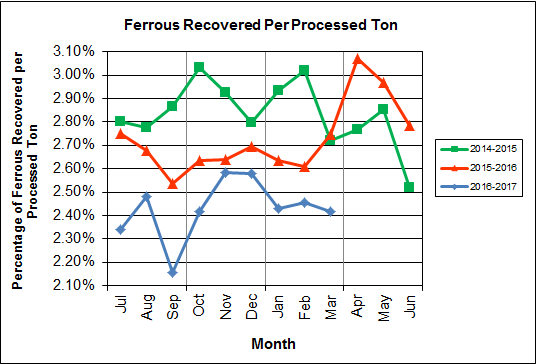 Ferrous Recovered Per Processed Ton
Percentage of Ferrous Recovered per
Processed Ton
3.10%
3.00%
2.90%
2.80%
2.70%
2.60%
2.50%
2.40%
2.30%
2.20%
2.10%
Jul
Aug
Sep
Oct
Nov
Dec
Jan
Feb
Mar
Apr
May
Jun
Month
2014-2015
2015-2016
2016-2017